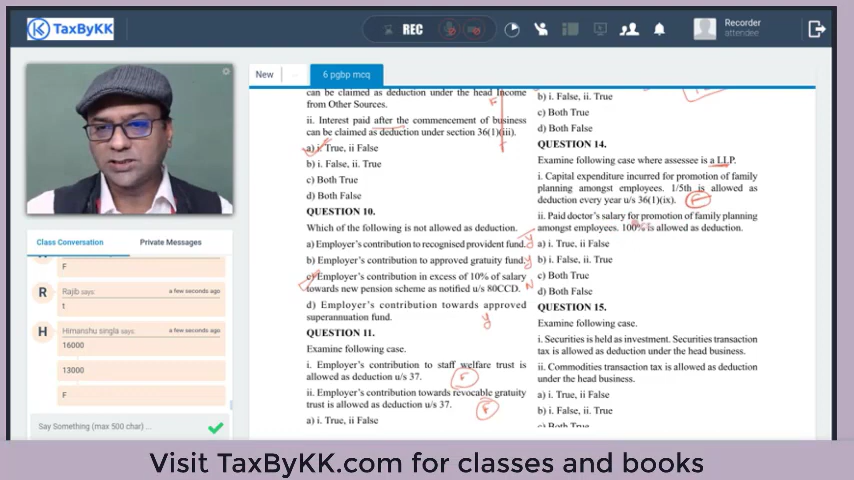 TaxByKK
REC
Recorder
attendee
New
6 pgbp mcq
can be claimed as deduction under the head Income
from Other Sources.
F
ii. Interest paid after the commencement of business
can be claimed as deduction under section 36(1)(iii).
a) i. True, ii False
b) i. False, ii. True
c) Both True
d) Both False
QUESTION 10.
Which of the following is not allowed as deduction.
a) Employer's contribution to recognised provident fund.
Y
b) Employer's contribution to approved gratuity fund.
Y
c) Employer's contribution in excess of 10% of salary
towards new pension scheme as notified u/s 80CCD.
N
d) Employer's contribution towards approved
superannuation fund.
Y
QUESTION 11.
Examine following case.
i. Employer's contribution to staff welfare trust is
allowed as deduction u/s 37.
F
ii. Employer's contribution towards revocable gratuity
trust is allowed as deduction u/s 37.
F
a) i. True, ii False
b) i. False, ii. True
c) Both True
d) Both False
QUESTION 14.
Examine following case where assessee is a LLP.
i. Capital expenditure incurred for promotion of family
planning amongst employees. 1/5th is allowed as
deduction every year u/s 36(1)(ix).
F
ii. Paid doctor's salary for promotion of family planning
amongst employees. 100% is allowed as deduction.
a) i. True, ii False
b) i. False, ii. True
c) Both True
d) Both False
QUESTION 15.
Examine following case.
i. Securities is held as investment. Securities transaction
tax is allowed as deduction under the head business.
ii. Commodities transaction tax is allowed as deduction
under the head business.
a) i. True, ii False
b) i. False, ii. True
c) Both True
Class Conversation
Private Messages
F
R
Rajib says:
a few seconds ago
t
H
Himanshu singla
a few seconds ago
16000
13000
F
Say Something (max 500 char) ...
Visit TaxByKK.com for classes and books